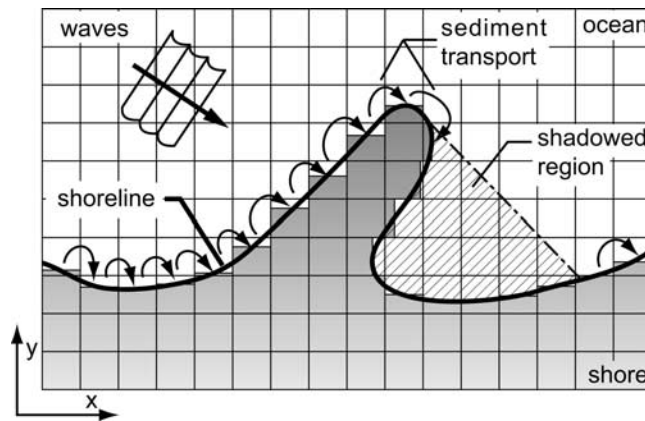 waves
sediment
transport
ocean
shadowed
region
shoreline
y
x
shore